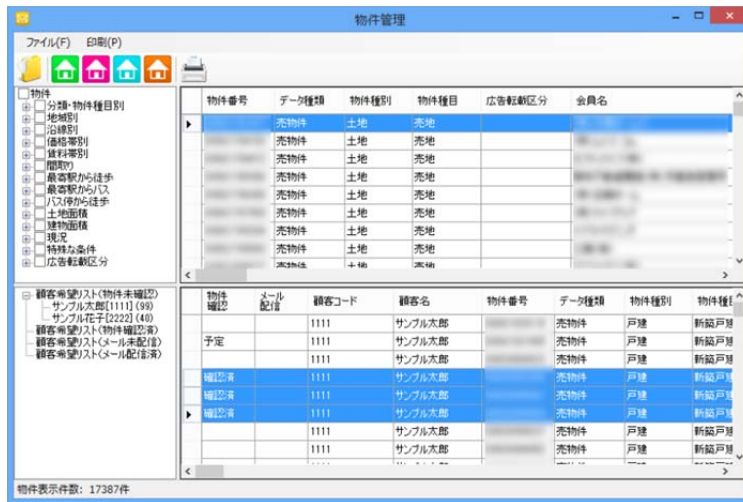 物件管理
ファイル(F) 印刷(P)
物件
分類・物件種目別
地域別
沿線別
価格帯別
賃料帯別
間取り
最寄駅から徒歩
最寄駅からバス
バス停から徒歩
土地面積
建物面積
現況
特殊な条件
広告転載区分
物件番号 データ種類 物件種別 物件種目 広告転載区分 会員名
売物件 土地 売地
売物件 土地 売地
売物件 土地 売地
売物件 土地 売地
売物件 土地 売地
売物件 土地 売地
売物件 土地 売地
売物件 土地 売地
顧客希望リスト(物件未確認)
サンプル太郎[1111] (99)
サンプル花子[2222] (40)
顧客希望リスト(物件確認済)
顧客希望リスト(メール未配信)
顧客希望リスト(メール配信済)
物件確認 メール配信 顧客コード 顧客名 物件番号 データ種類 物件種別 物件種
1111 サンプル太郎 売物件 戸建 新築戸建
予定 1111 サンプル太郎 売物件 戸建 新築戸建
1111 サンプル太郎 売物件 戸建 新築戸建
確認済 1111 サンプル太郎 売物件 戸建 新築戸建
確認済 1111 サンプル太郎 売物件 戸建 新築戸建
確認済 1111 サンプル太郎 売物件 戸建 新築戸建
1111 サンプル太郎 売物件 戸建 新築戸建
1111 サンプル太郎 売物件 戸建 新築戸建
物件表示件数: 17387件